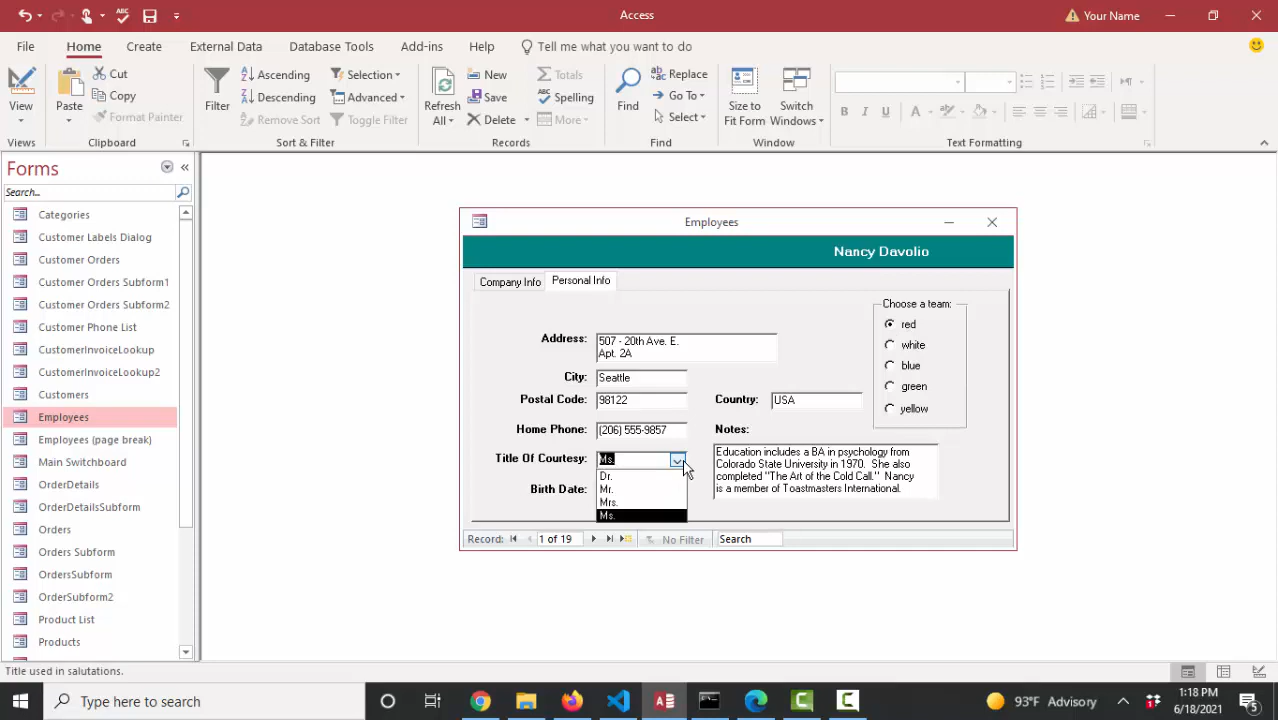 Access
Your Name
File
Home
Create
External Data
Database Tools
Add-ins
Help
Tell me what you want to do
View
Views
Paste
Cut
Copy
Format Painter
Clipboard
Filter
Ascending
Descending
Remove Sort
Selection
Advanced
Toggle Filter
Sort & Filter
Refresh
All
New
Save
Delete
Totals
Spelling
More
Records
Find
Replace
Go To
Select
Find
Size to
Fit Form
Switch
Windows
Window
B I U A
Text Formatting
Forms
Search...
Categories
Customer Labels Dialog
Customer Orders
Customer Orders Subform1
Customer Orders Subform2
Customer Phone List
CustomerInvoiceLookup
CustomerInvoiceLookup2
Customers
Employees
Employees (page break)
Main Switchboard
OrderDetails
OrderDetailsSubform
Orders
Orders Subform
OrdersSubform
OrderSubform2
Product List
Products
Employees
Nancy Davolio
Company Info
Personal Info
Address:
507 - 20th Ave. E.
Apt. 2A
City:
Seattle
Postal Code:
98122
Country:
USA
Home Phone:
(206) 555-9857
Notes:
Education includes a BA in psychology from
Colorado State University in 1970. She also
completed "The Art of the Cold Call." Nancy
is a member of Toastmasters International.
Title Of Courtesy:
Ms.
Dr.
Mr.
Mrs.
Ms.
Birth Date:
Choose a team:
red
white
blue
green
yellow
Record:
1 of 19
No Filter
Search
Title used in salutations.
Type here to search
93°F Advisory
1:18 PM
6/18/2021
5